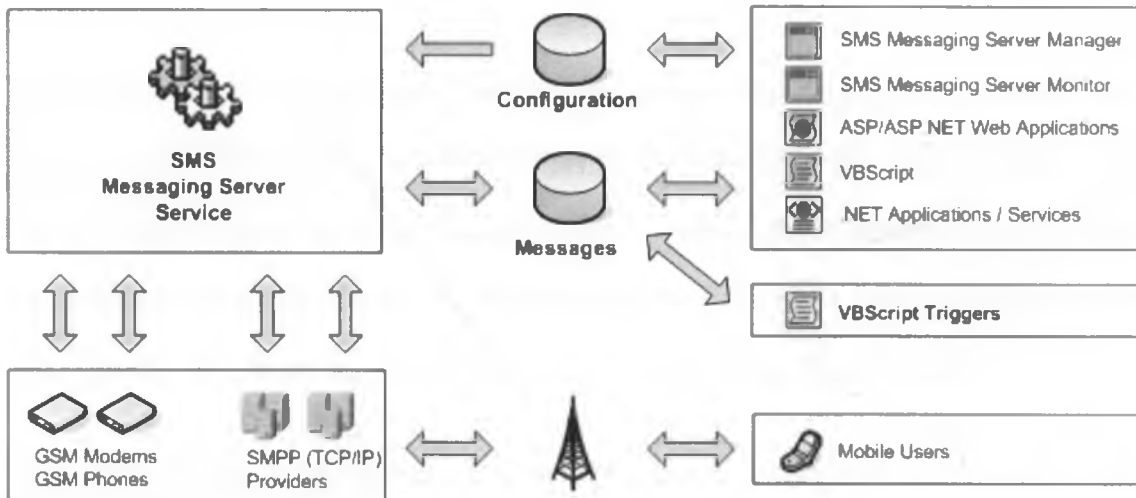 SMS
Messaging Server
Service
Configuration
Messages
SMS Messaging Server Manager
SMS Messaging Server Monitor
ASP/ASP NET Web Applications
VBScript
.NET Applications / Services
VBScript Triggers
GSM Modems
GSM Phones
SMPP (TCP/IP)
Providers
Mobile Users